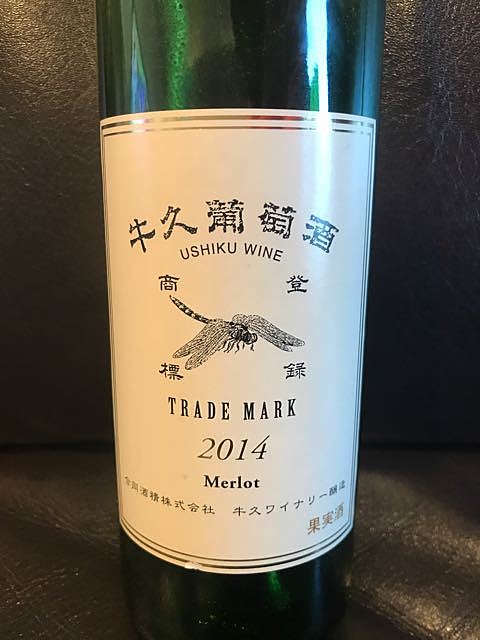 牛久葡萄酒
USHIKU WINE
商 登
標 録
TRADE MARK
2014
Merlot
合同酒精株式会社 牛久ワイナリー醸造
果実酒